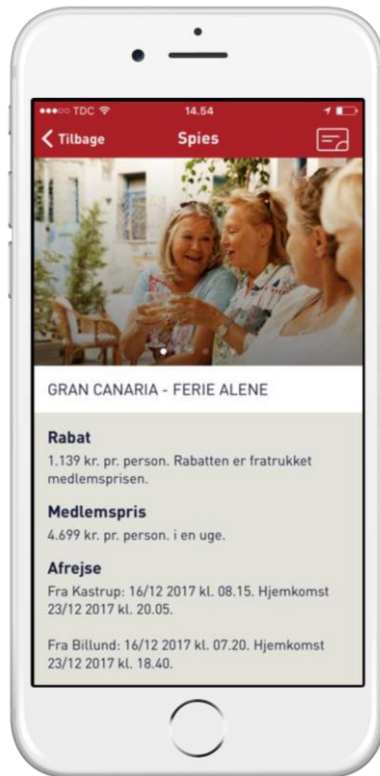 TDC
14.54
Tilbage
Spies
GRAN CANARIA - FERIE ALENE
Rabat
1.139 kr. pr. person. Rabatten er fratrukket
medlemsprisen.
Medlemspris
4.699 kr. pr. person. i en uge.
Afrejse
Fra Kastrup: 16/12 2017 kl. 08.15. Hjemkomst
23/12 2017 kl. 20.05.
Fra Billund: 16/12 2017 kl. 07.20. Hjemkomst
23/12 2017 kl. 18.40.